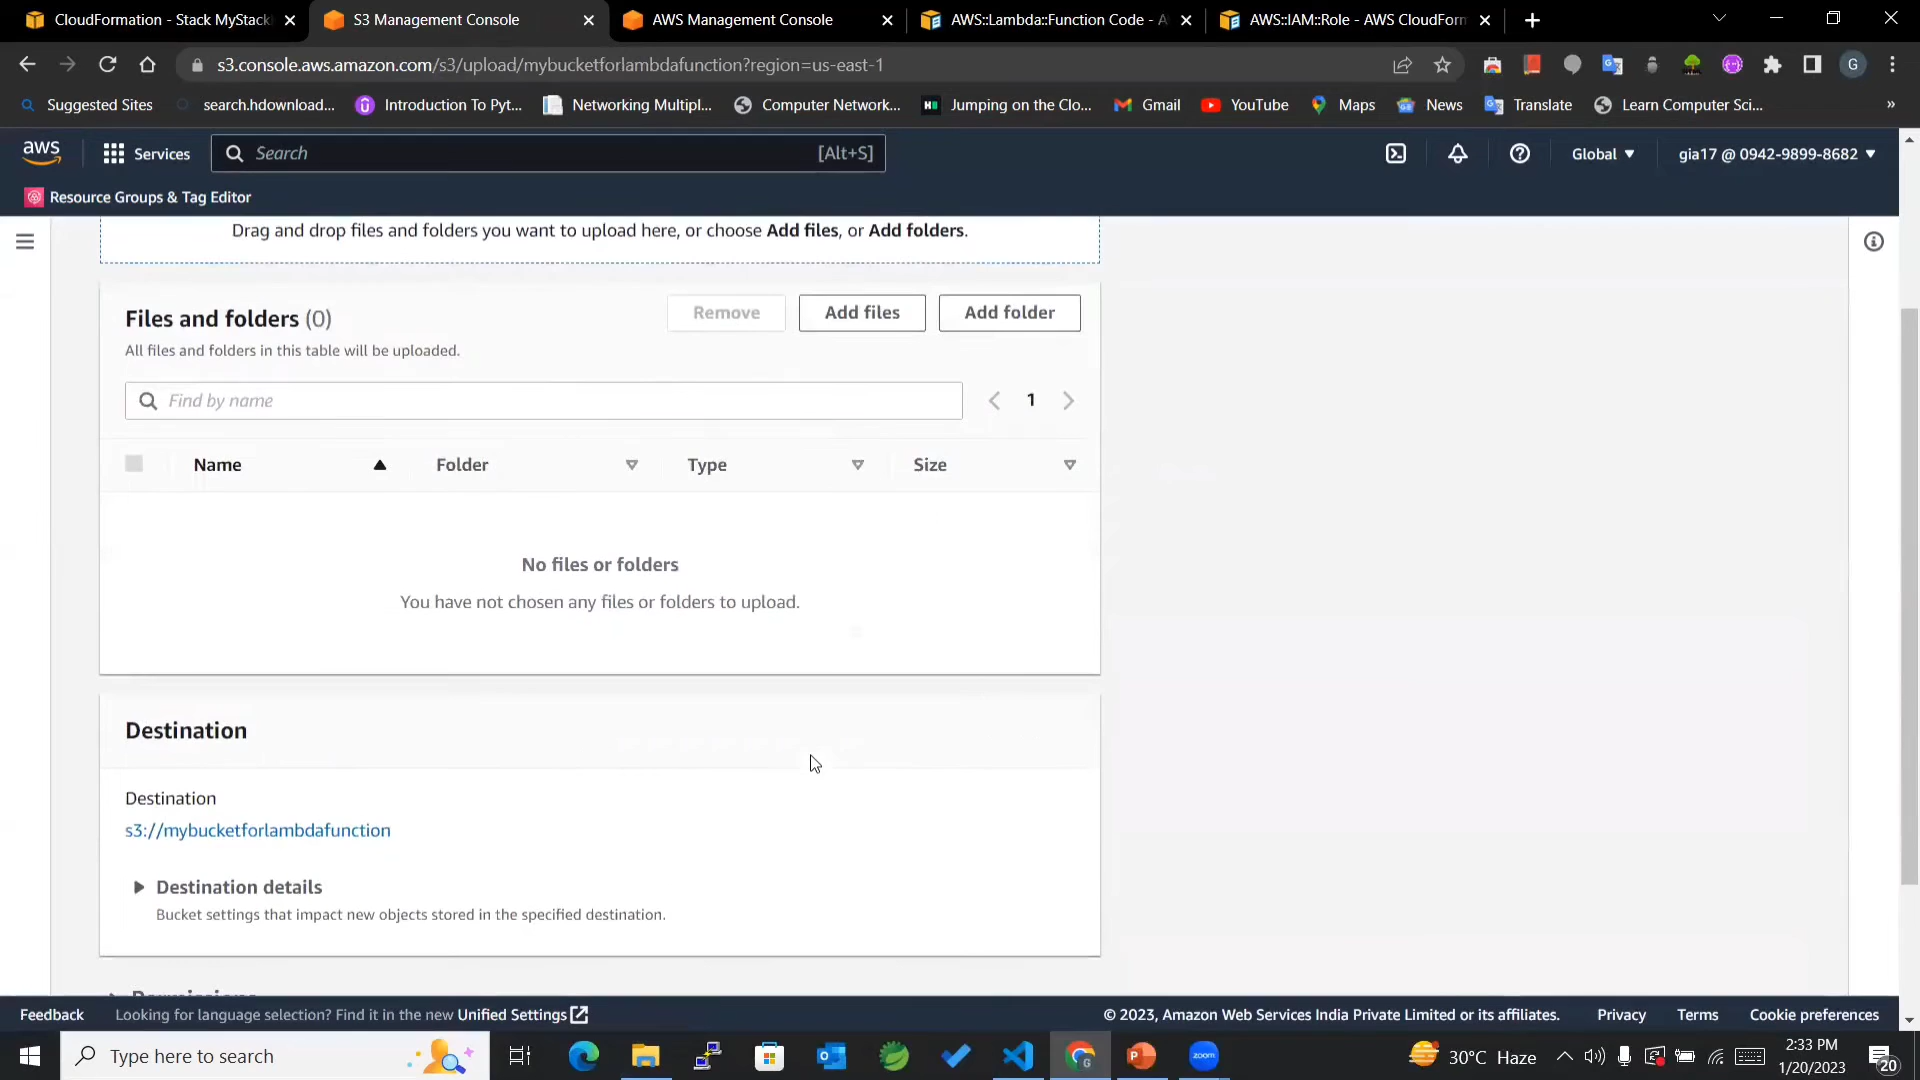 CloudFormation - Stack MyStack
S3 Management Console
AWS Management Console
AWS::Lambda::Function Code - A
AWS::IAM::Role - AWS CloudForm
s3.console.aws.amazon.com/s3/upload/mybucketforlambdafunction?region=us-east-1
G
Suggested Sites
search.hdownload...
Introduction To Pyt...
Networking Multipl...
Computer Network...
Jumping on the Clo...
Gmail
YouTube
Maps
News
Translate
Learn Computer Sci...
»
aws
Services
Search
[Alt+S]
Global
gia17 @ 0942-9899-8682
Resource Groups & Tag Editor
Drag and drop files and folders you want to upload here, or choose Add files, or Add folders.
Files and folders (0)
Remove
Add files
Add folder
All files and folders in this table will be uploaded.
Find by name
1
Name
Folder
Type
Size
No files or folders
You have not chosen any files or folders to upload.
Destination
Destination
s3://mybucketforlambdafunction
Destination details
Bucket settings that impact new objects stored in the specified destination.
Permissions
Feedback
Looking for language selection? Find it in the new Unified Settings
© 2023, Amazon Web Services India Private Limited or its affiliates.
Privacy
Terms
Cookie preferences
Type here to search
zoom
30°C Haze
2:33 PM
1/20/2023
20